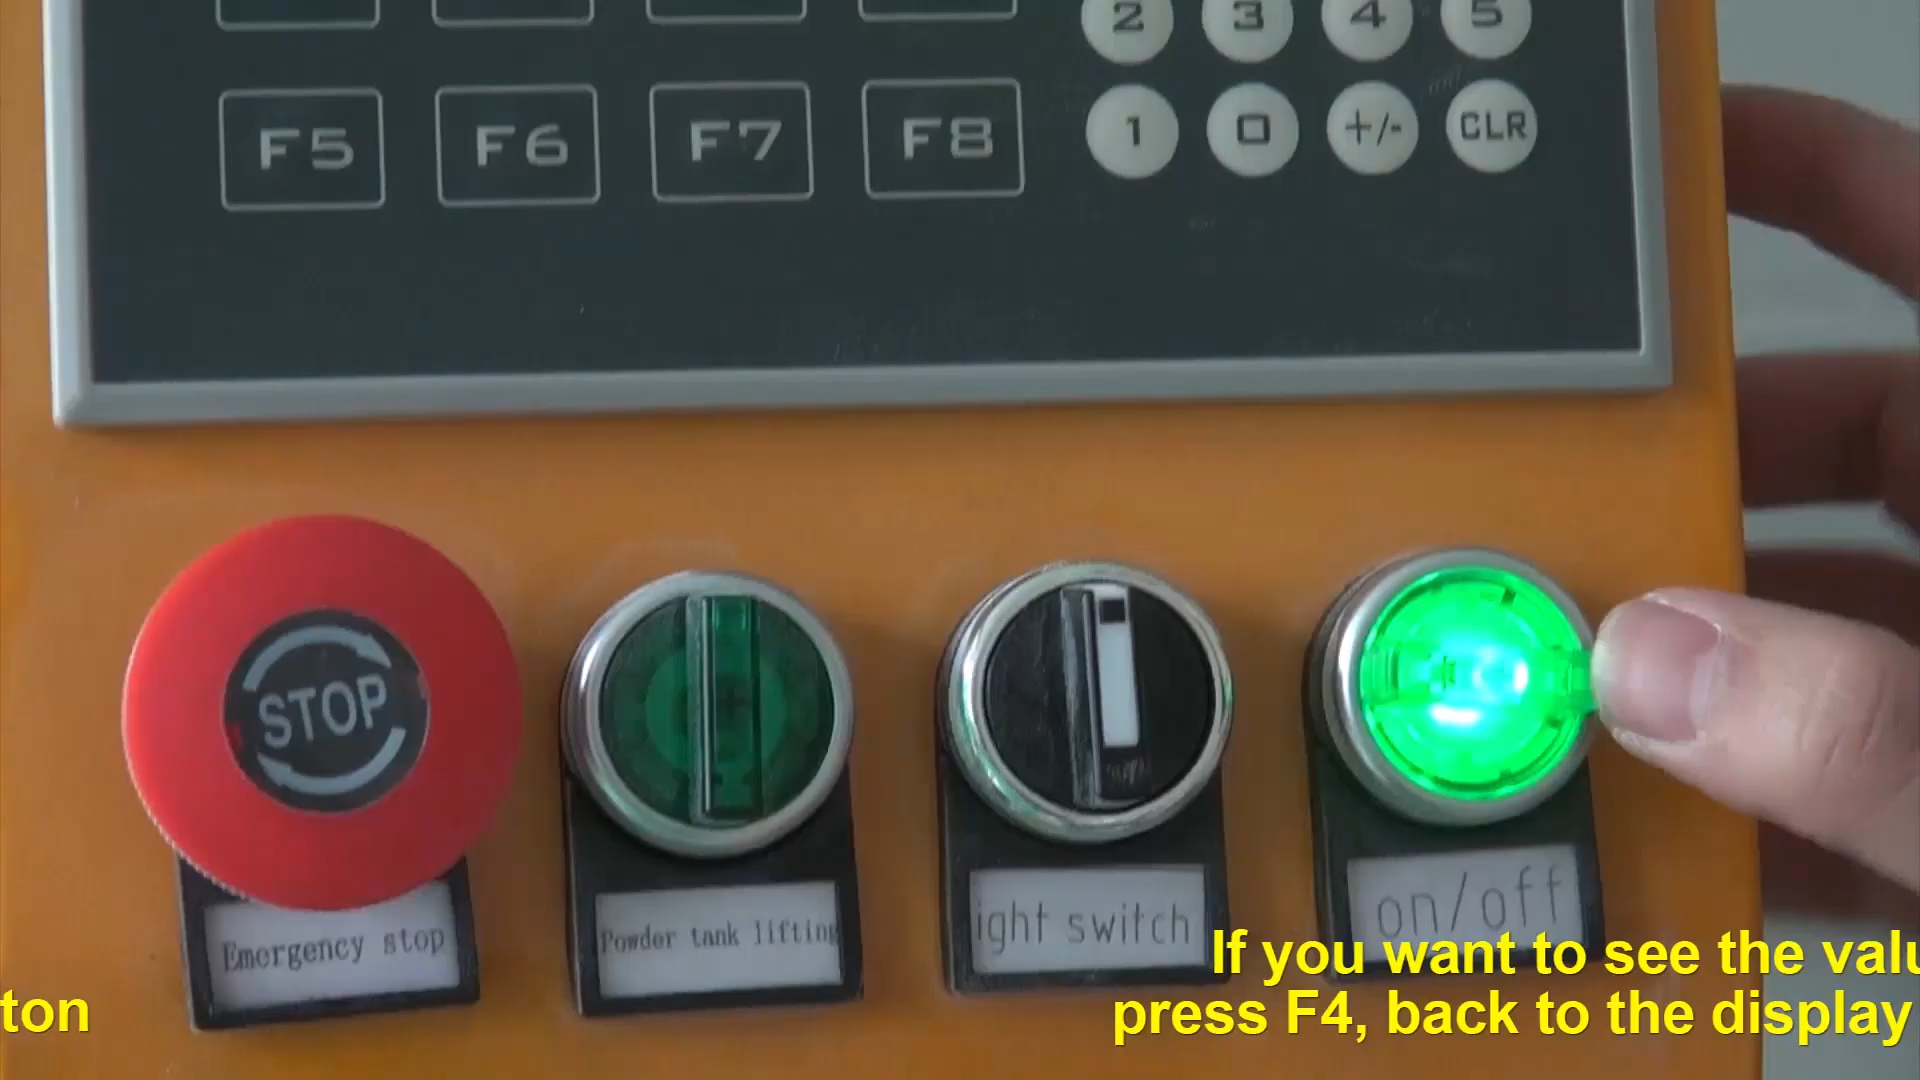 2 3 4 5
F5 F6 F7 F8 1 0 +/- CLR
STOP
Emergency stop
Powder tank lifting
ight switch
on/off
If you want to see the valu
ton
press F4, back to the display